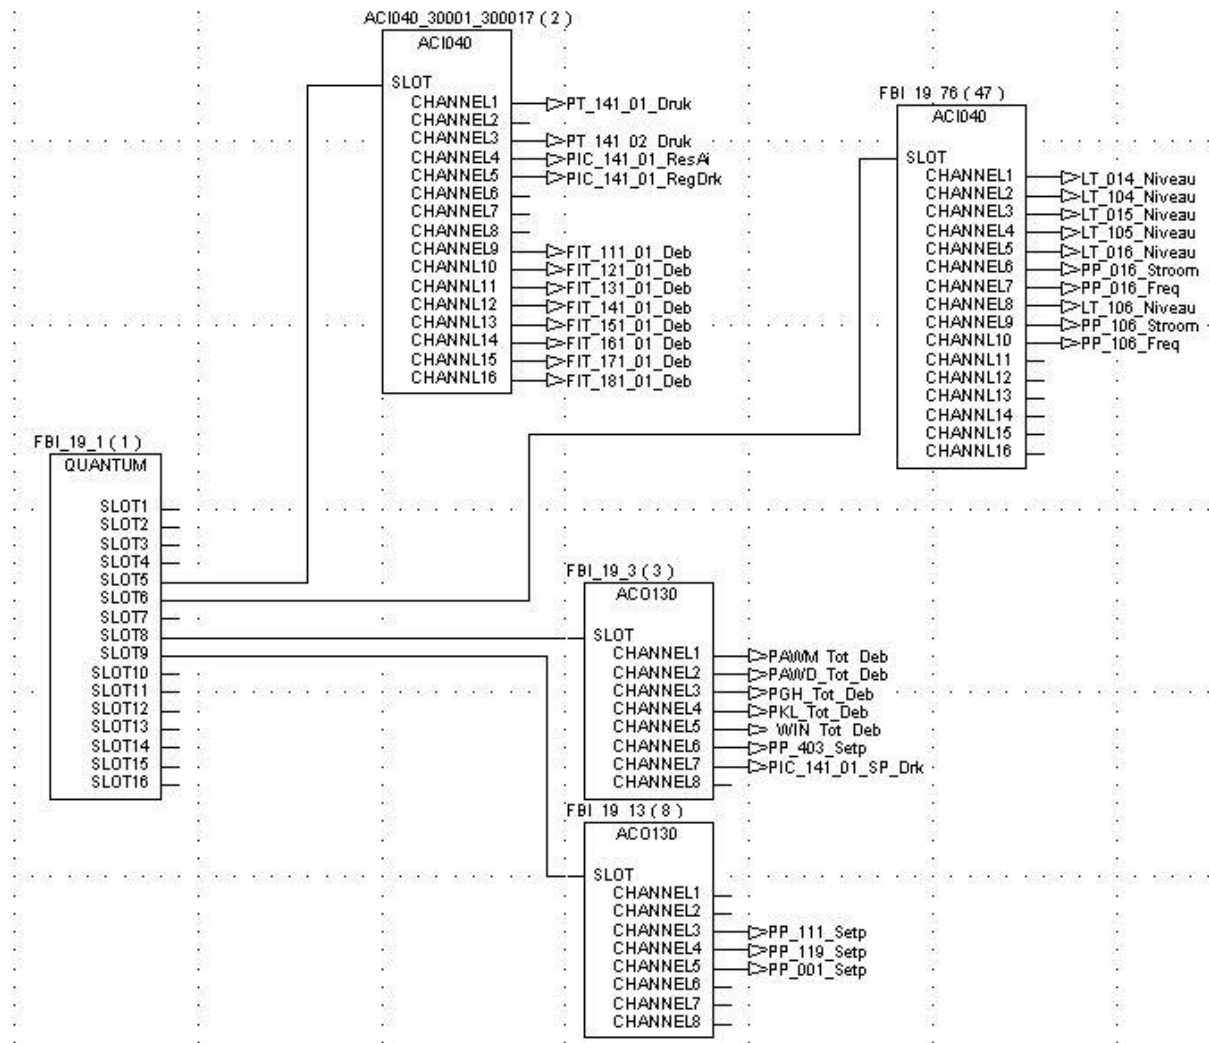 ACI040_30001_300017 ( 2 )
ACI040
SLOT
CHANNEL1 PT_141_01_Druk
CHANNEL2
CHANNEL3 PT_141_02_Druk
CHANNEL4 PIC_141_01_ResAi
CHANNEL5 PIC_141_01_RegDrk
CHANNEL6
CHANNEL7
CHANNEL8
CHANNEL9 FIT_111_01_Deb
CHANNL10 FIT_121_01_Deb
CHANNL11 FIT_131_01_Deb
CHANNL12 FIT_141_01_Deb
CHANNL13 FIT_151_01_Deb
CHANNL14 FIT_161_01_Deb
CHANNL15 FIT_171_01_Deb
CHANNL16 FIT_181_01_Deb
FBI_19_76 ( 47 )
ACI040
SLOT
CHANNEL1 LT_014_Niveau
CHANNEL2 LT_104_Niveau
CHANNEL3 LT_015_Niveau
CHANNEL4 LT_105_Niveau
CHANNEL5 LT_016_Niveau
CHANNEL6 PP_016_Stroom
CHANNEL7 PP_016_Freq
CHANNEL8 LT_106_Niveau
CHANNEL9 PP_106_Stroom
CHANNL10 PP_106_Freq
CHANNL11
CHANNL12
CHANNL13
CHANNL14
CHANNL15
CHANNL16
FBI_19_1 ( 1 )
QUANTUM
SLOT1
SLOT2
SLOT3
SLOT4
SLOT5
SLOT6
SLOT7
SLOT8
SLOT9
SLOT10
SLOT11
SLOT12
SLOT13
SLOT14
SLOT15
SLOT16
FBI_19_3 ( 3 )
ACO130
SLOT
CHANNEL1 PAWM_Tot_Deb
CHANNEL2 PAWD_Tot_Deb
CHANNEL3 PGH_Tot_Deb
CHANNEL4 PKL_Tot_Deb
CHANNEL5 WIN_Tot_Deb
CHANNEL6 PP_403_Setp
CHANNEL7 PIC_141_01_SP_Drk
CHANNEL8
FBI_19_13 ( 8 )
ACO130
SLOT
CHANNEL1
CHANNEL2
CHANNEL3 PP_111_Setp
CHANNEL4 PP_119_Setp
CHANNEL5 PP_001_Setp
CHANNEL6
CHANNEL7
CHANNEL8